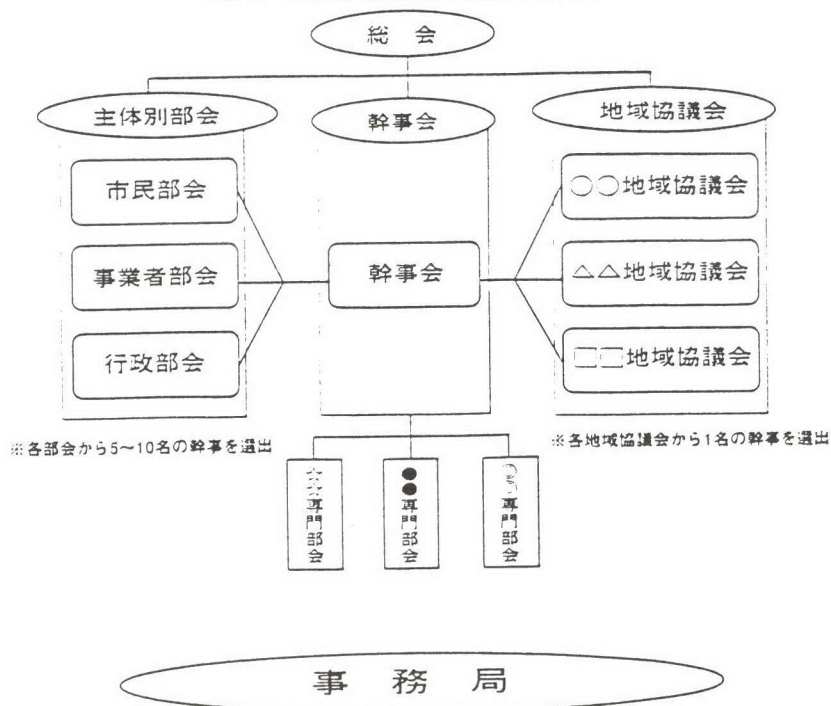 総 会
主体別部会
幹事会
地域協議会
市民部会
事業者部会
行政部会
幹事会
○○地域協議会
△△地域協議会
□□地域協議会
※各部会から5～10名の幹事を選出
※各地域協議会から1名の幹事を選出
☆☆専門部会
●●専門部会
専門部会
事 務 局